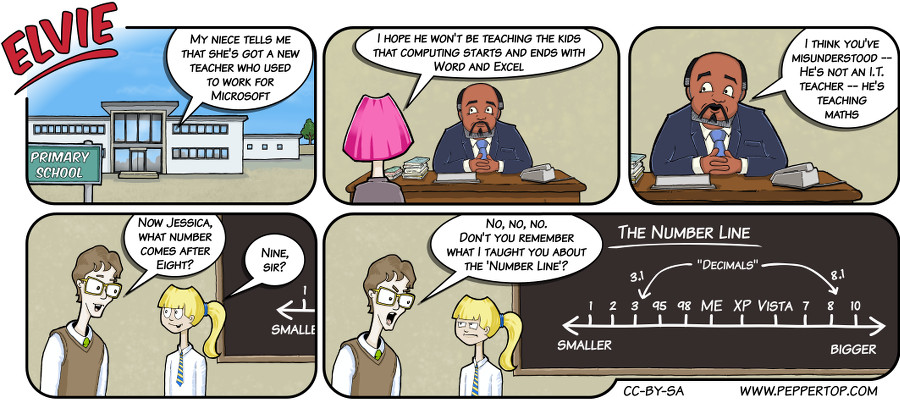 ELVIE
MY NIECE TELLS ME
THAT SHE'S GOT A NEW
TEACHER WHO USED
TO WORK FOR
MICROSOFT
PRIMARY
SCHOOL
I HOPE HE WON'T BE TEACHING THE KIDS
THAT COMPUTING STARTS AND ENDS WITH
WORD AND EXCEL
I THINK YOU'VE
MISUNDERSTOOD --
HE'S NOT AN I.T.
TEACHER -- HE'S
TEACHING
MATHS
NOW JESSICA,
WHAT NUMBER
COMES AFTER
EIGHT?
NINE,
SIR?
1
SMALLE
NO, NO, NO.
DON'T YOU REMEMBER
WHAT I TAUGHT YOU ABOUT
THE 'NUMBER LINE'?
THE NUMBER LINE
"DECIMALS"
3.1 8.1
1 2 3 95 98 ME XP VISTA 7 8 10
SMALLER BIGGER
CC-BY-SA WWW.PEPPERTOP.COM